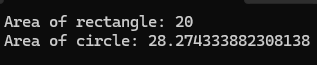 Area of rectangle: 20
Area of circle: 28.274333882308138